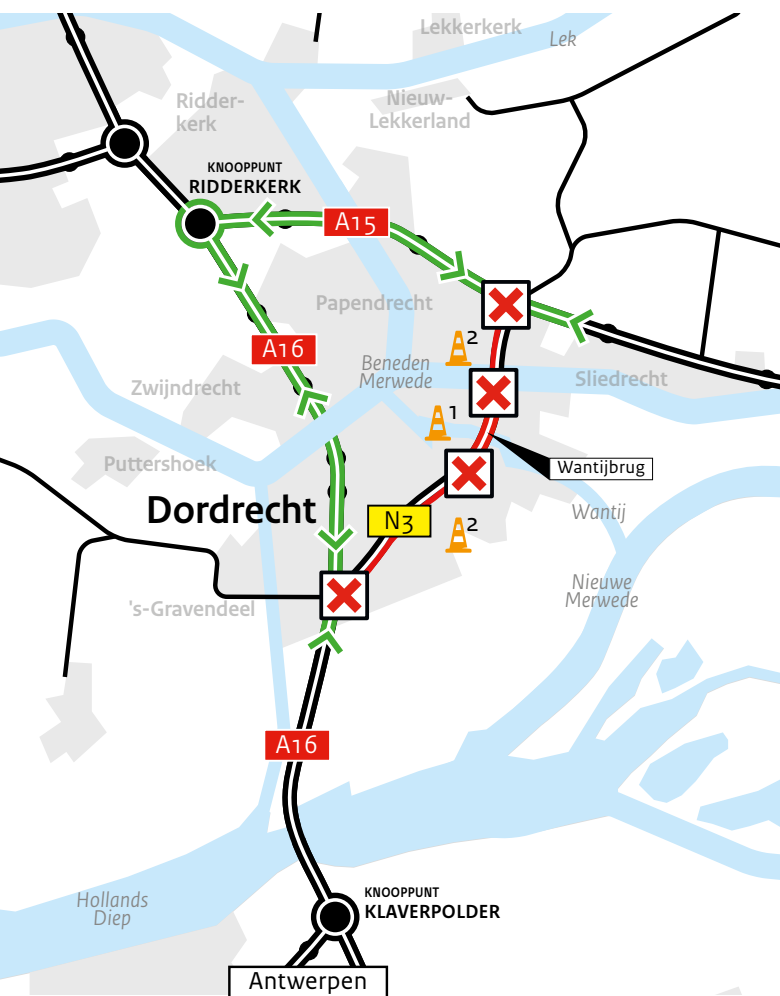 Lekkerkerk
Lek
Ridder-
kerk
Nieuw-
Lekkerland
KNOOPPUNT
RIDDERKERK
A15
Papendrecht
A16
2
Beneden
Merwede
Zwijndrecht
Sliedrecht
1
Puttershoek
Wantijbrug
Dordrecht
N3
2
Wantij
Nieuwe
Merwede
's-Gravendeel
A16
KNOOPPUNT
KLAVERPOLDER
Hollands
Diep
Antwerpen